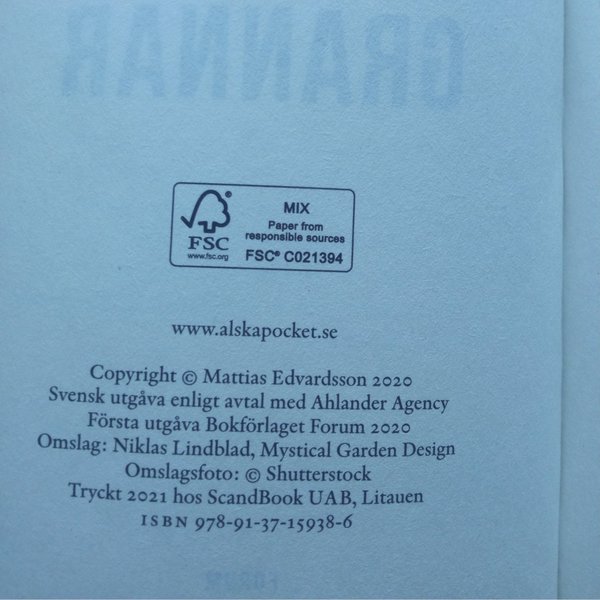 GRANNAR
FSC®
www.fsc.org
MIX
Paper from
responsible sources
FSC® C021394
www.alskapocket.se
Copyright © Mattias Edvardsson 2020
Svensk utgåva enligt avtal med Ahlander Agency
Första utgåva Bokförlaget Forum 2020
Omslag: Niklas Lindblad, Mystical Garden Design
Omslagsfoto: © Shutterstock
Tryckt 2021 hos ScandBook UAB, Litauen
ISBN 978-91-37-15938-6
FORUM